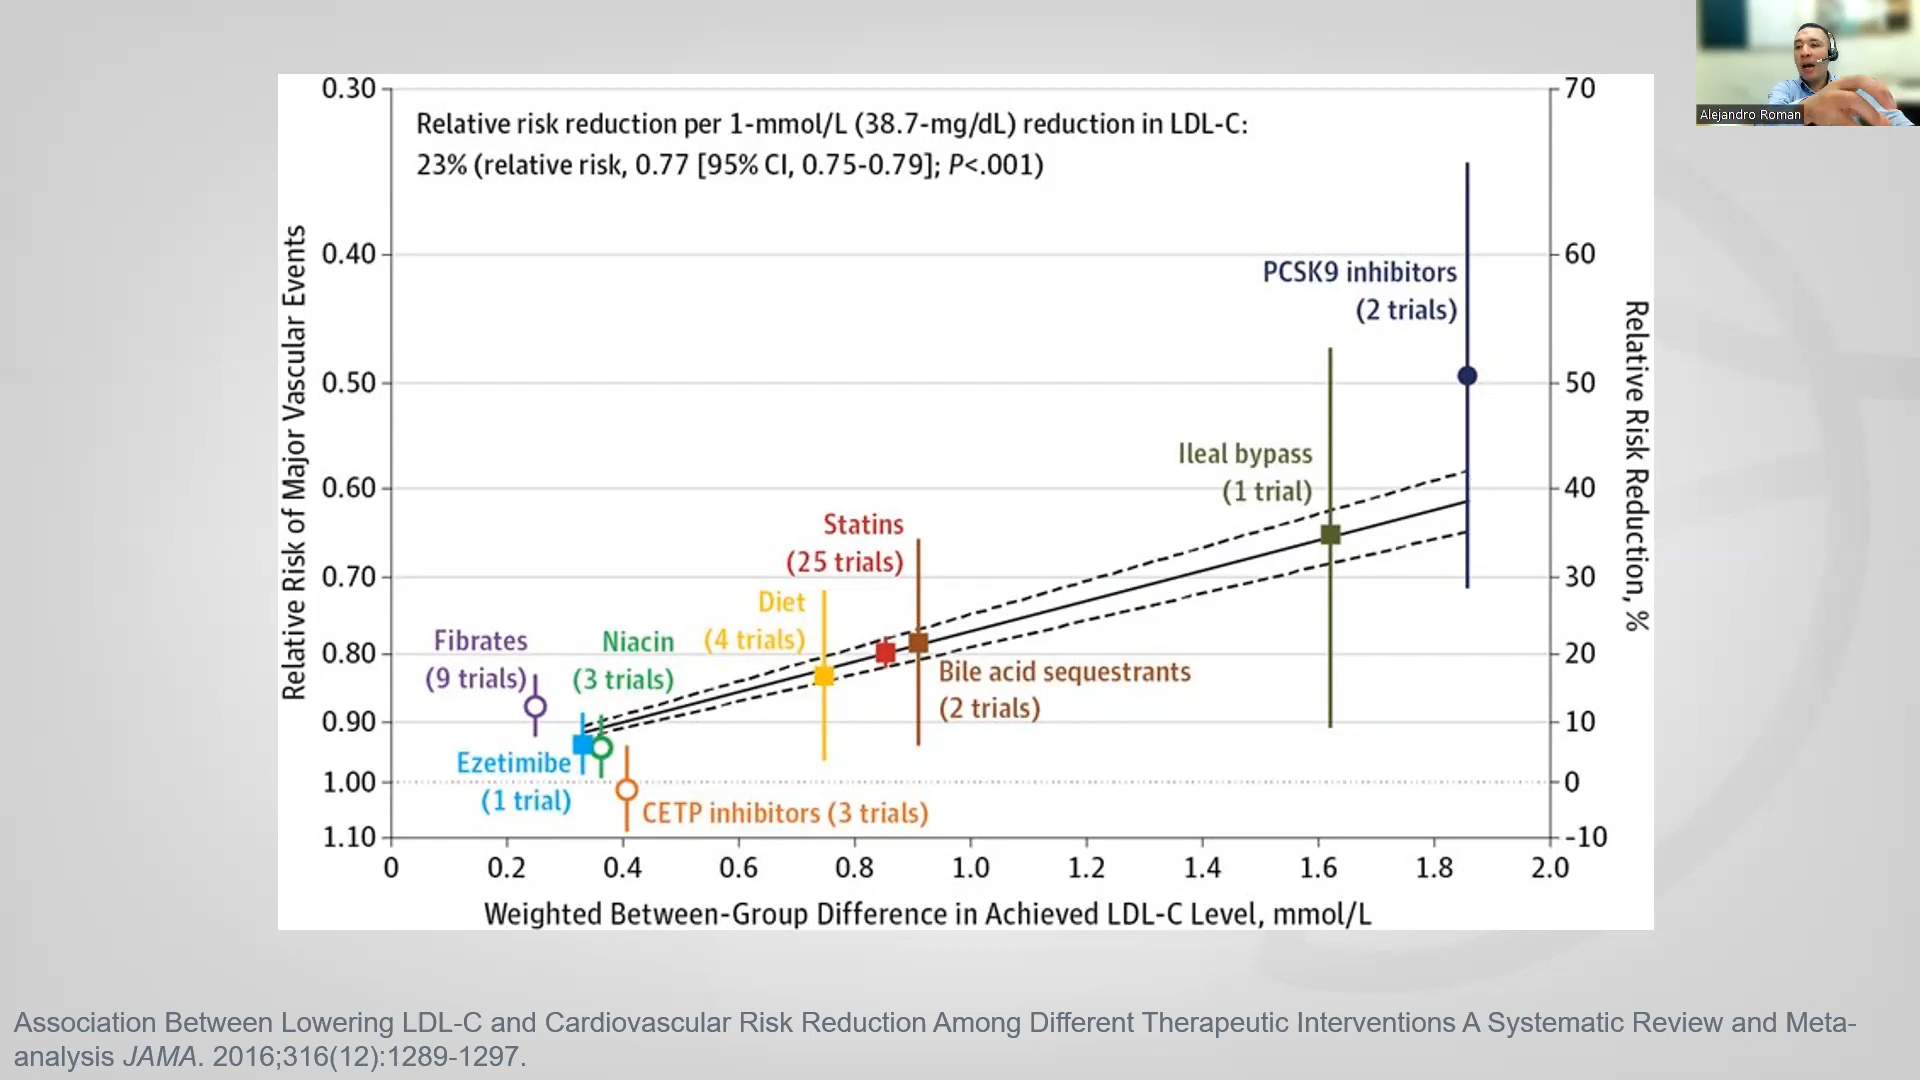 Alejandro Roman
Relative risk reduction per 1-mmol/L (38.7-mg/dL) reduction in LDL-C:
23% (relative risk, 0.77 [95% CI, 0.75-0.79]; P<.001)
Relative Risk of Major Vascular Events
0.30
0.40
0.50
0.60
0.70
0.80
0.90
1.00
1.10
PCSK9 inhibitors
(2 trials)
Ileal bypass
(1 trial)
Statins
(25 trials)
Diet
(4 trials)
Fibrates
(9 trials)
Niacin
(3 trials)
Bile acid sequestrants
(2 trials)
Ezetimibe
(1 trial)
CETP inhibitors (3 trials)
70
60
50
40
30
20
10
0
-10
Relative Risk Reduction, %
0 0.2 0.4 0.6 0.8 1.0 1.2 1.4 1.6 1.8 2.0
Weighted Between-Group Difference in Achieved LDL-C Level, mmol/L
Association Between Lowering LDL-C and Cardiovascular Risk Reduction Among Different Therapeutic Interventions A Systematic Review and Meta-
analysis JAMA. 2016;316(12):1289-1297.